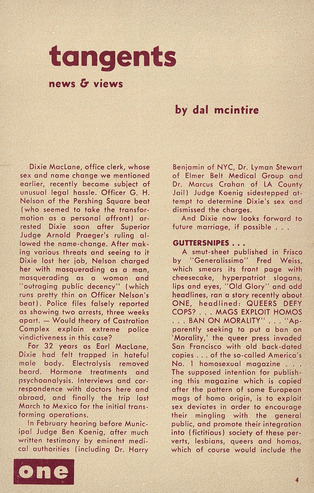 tangents
news & views
by dal mcintire
Dixie MacLane, office clerk, whose
sex and name change we mentioned
earlier, recently became subject of
unusual legal hassle. Officer G. H.
Nelson of the Pershing Square beat
(who seemed to take the transfor-
mation as a personal affront) ar-
rested Dixie soon after Superior
Judge Arnold Praeger's ruling al-
lowed the name-change. After mak-
ing various threats and seeing to it
Dixie lost her job, Nelson charged
her with masquerading as a man,
masquerading as a woman and
"outraging public decency" (which
runs pretty thin on Officer Nelson's
beat). Police files falsely reported
as showing two arrests, three weeks
apart. — Would theory of Castration
Complex explain extreme police
vindictiveness in this case?
For 32 years as Earl MacLane,
Dixie had felt trapped in hateful
male body. Electrolysis removed
beard. Hormone treatments and
psychoanalysis. Interviews and cor-
respondence with doctors here and
abroad, and finally the trip last
March to Mexico for the initial trans-
forming operations.
In February hearing before Munic-
ipal Judge Ben Koenig, after much
written testimony by eminent medi-
cal authorities (including Dr. Harry
Benjamin of NYC, Dr. Lyman Stewart
of Elmer Belt Medical Group and
Dr. Marcus Crahan of LA County
Jail) Judge Koenig sidestepped at-
tempt to determine Dixie's sex and
dismissed the charges.
And Dixie now looks forward to
future marriage, if possible . . .
GUTTERSNIPES . . .
A smut-sheet published in Frisco
by "Generalissimo" Fred Weiss,
which smears its front page with
cheesecake, hyperpatriot slogans,
lips and eyes, "Old Glory" and odd
headlines, ran a story recently about
ONE, headlined: QUEERS DEFY
COPS? . . . MAGS EXPLOIT HOMOS
. . . BAN ON MORALITY" . . . "Ap-
parently seeking to put a ban on
'Morality,' the queer press invaded
San Francisco with old back-dated
copies . . . of the so-called America's
No. 1 homosexual magazine . . .
The supposed intention for publish-
ing this magazine which is copied
after the pattern of some European
mags of homo origin, is to exploit
sex deviates in order to encourage
their mingling with the general
public, and promote their integration
into (fictitious) society of these per-
verts, lesbians, queers and homos,
which of course would include the
one
4